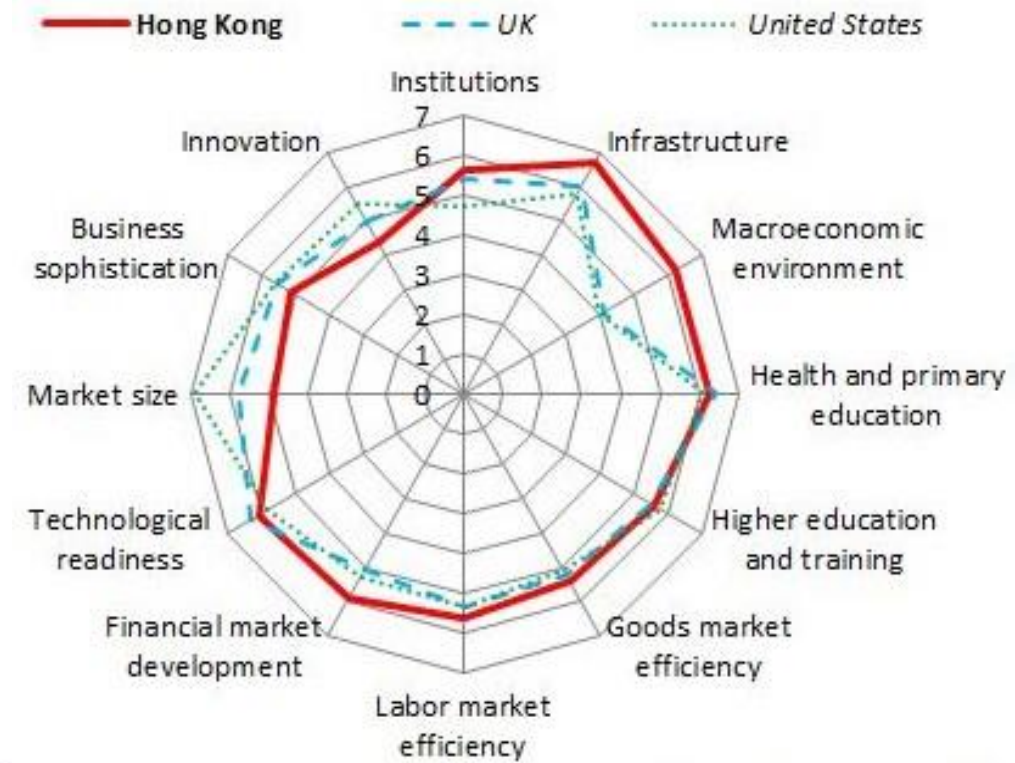 Hong Kong UK United States
Institutions
Infrastructure
Macroeconomic
environment
Health and primary
education
Higher education
and training
Goods market
efficiency
Labor market
efficiency
Financial market
development
Technological
readiness
Market size
Business
sophistication
Innovation
7
6
5
4
3
2
1
0